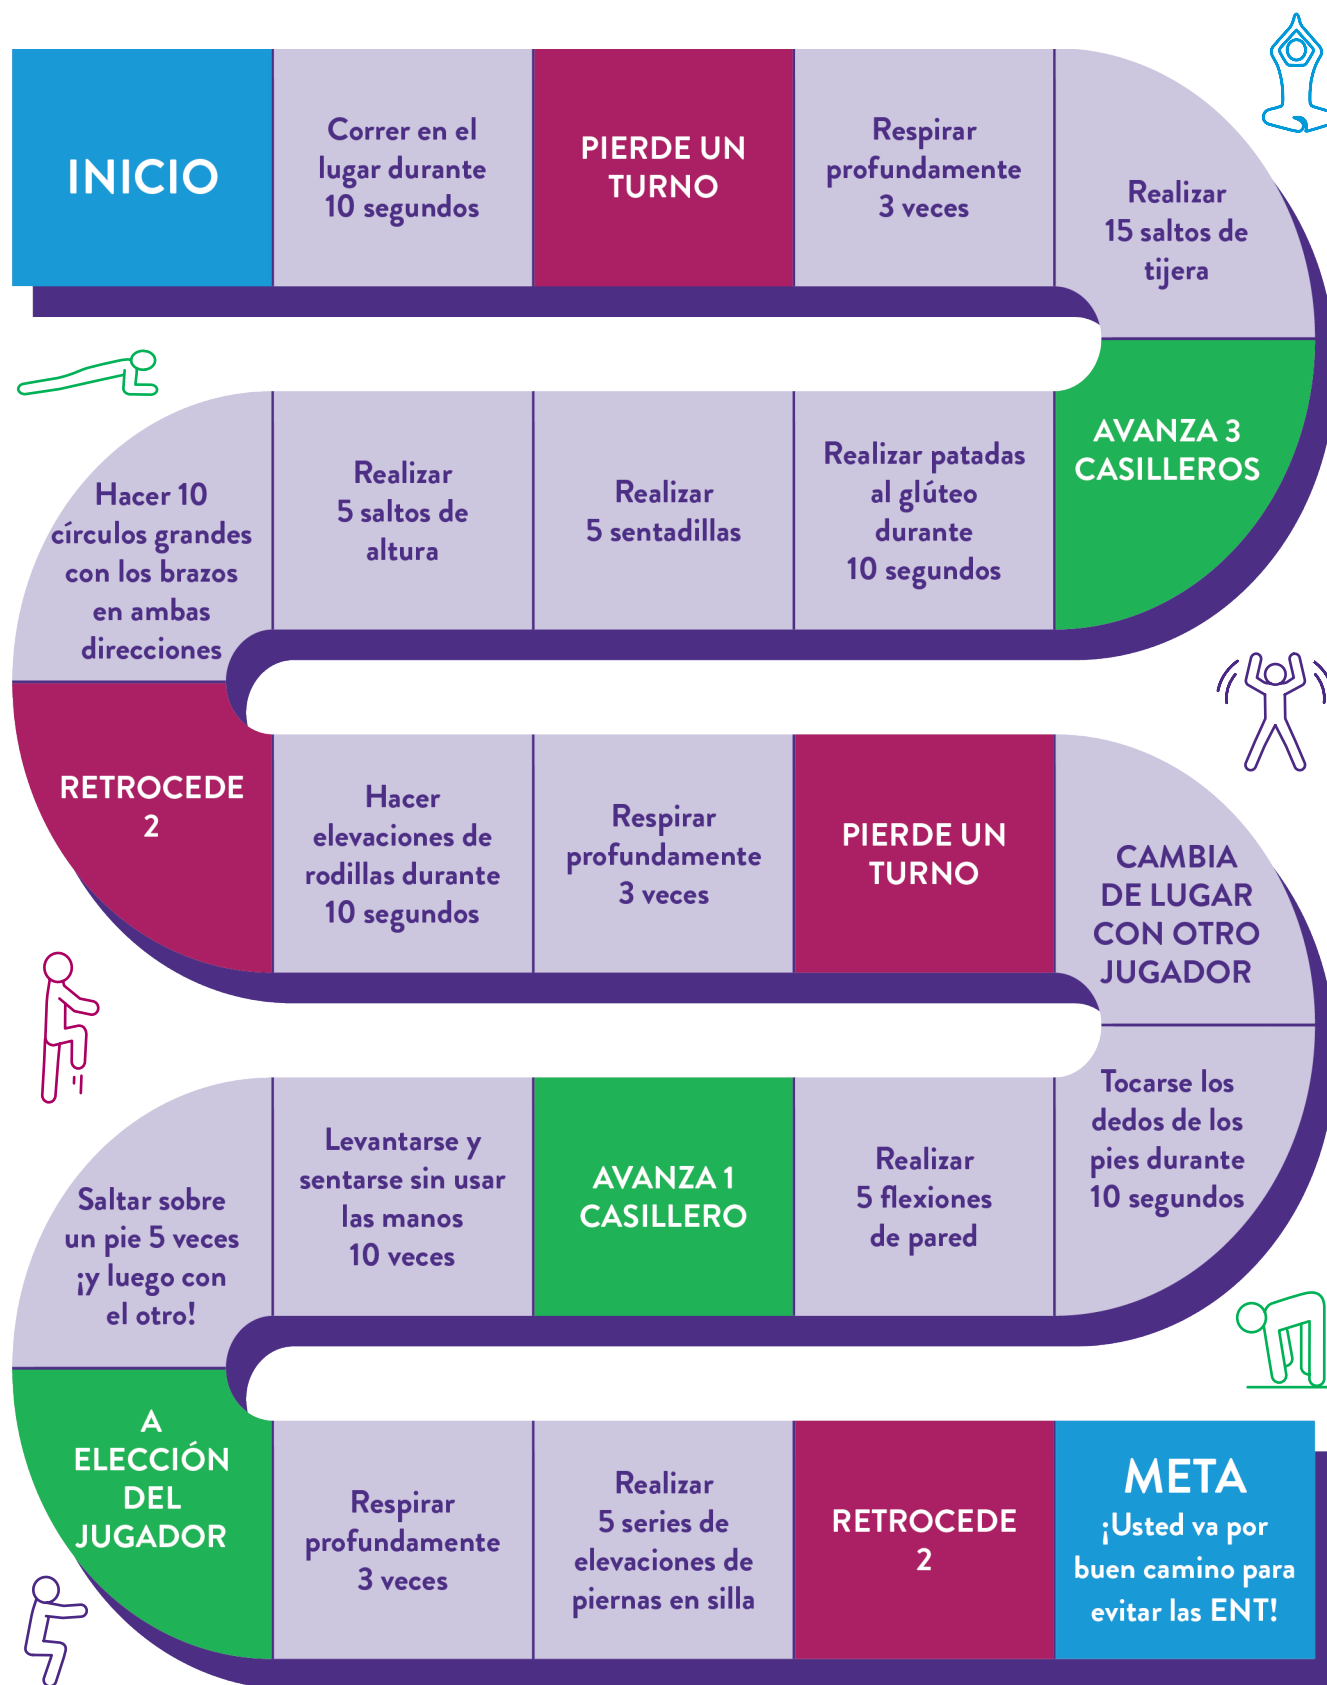 INICIO
Correr en el
lugar durante
10 segundos
PIERDE UN
TURNO
Respirar
profundamente
3 veces
Realizar
15 saltos de
tijera
AVANZA 3
CASILLEROS
Realizar patadas
al glúteo
durante
10 segundos
Realizar
5 sentadillas
Realizar
5 saltos de
altura
Hacer 10
círculos grandes
con los brazos
en ambas
direcciones
RETROCEDE
2
Hacer
elevaciones de
rodillas durante
10 segundos
Respirar
profundamente
3 veces
PIERDE UN
TURNO
CAMBIA
DE LUGAR
CON OTRO
JUGADOR
Tocarse los
dedos de los
pies durante
10 segundos
Realizar
5 flexiones
de pared
AVANZA 1
CASILLERO
Levantarse y
sentarse sin usar
las manos
10 veces
Saltar sobre
un pie 5 veces
¡y luego con
el otro!
A
ELECCIÓN
DEL
JUGADOR
Respirar
profundamente
3 veces
Realizar
5 series de
elevaciones de
piernas en silla
RETROCEDE
2
META
¡Usted va por
buen camino para
evitar las ENT!